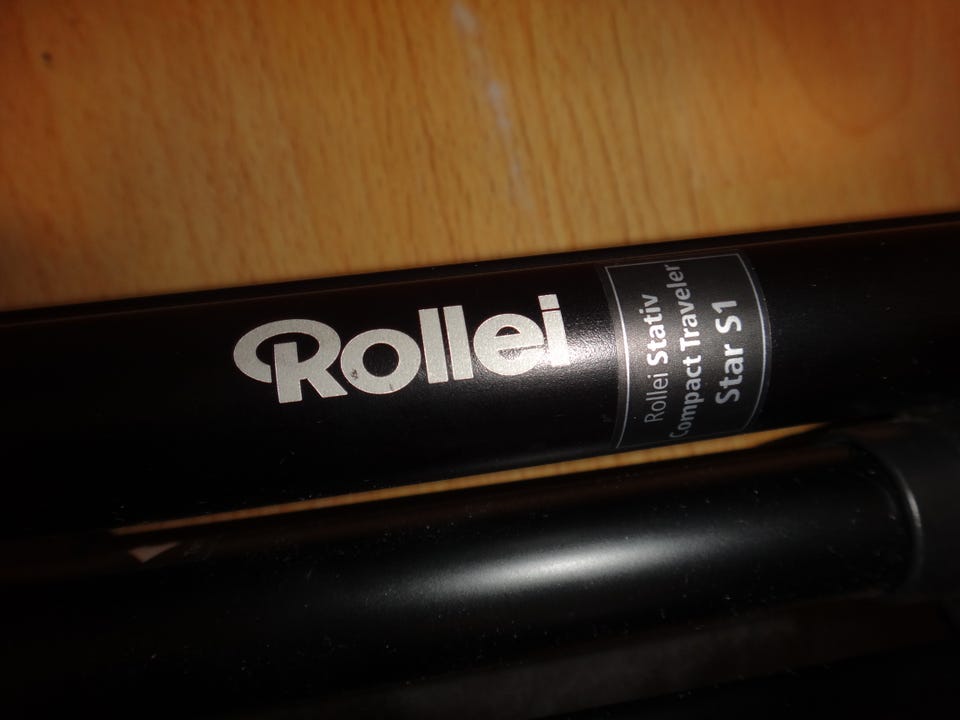 Rollei
Rollei Stativ
Compact Traveler
Star S1